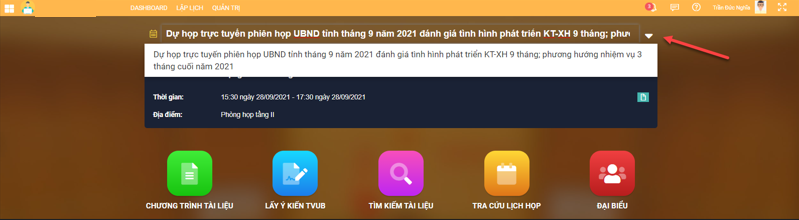 DASHBOARD LẬP LỊCH QUẢN TRỊ 3 Trần Đức Nghĩa
Dự họp trực tuyến phiên họp UBND tỉnh tháng 9 năm 2021 đánh giá tình hình phát triển KT-XH 9 tháng; phươ
Dự họp trực tuyến phiên họp UBND tỉnh tháng 9 năm 2021 đánh giá tình hình phát triển KT-XH 9 tháng; phương hướng nhiệm vụ 3
tháng cuối năm 2021
Thời gian: 15:30 ngày 28/09/2021 - 17:30 ngày 28/09/2021
Địa điểm: Phòng họp tầng II
CHƯƠNG TRÌNH TÀI LIỆU LẤY Ý KIẾN TVUB TÌM KIẾM TÀI LIỆU TRA CỨU LỊCH HỌP ĐẠI BIỂU